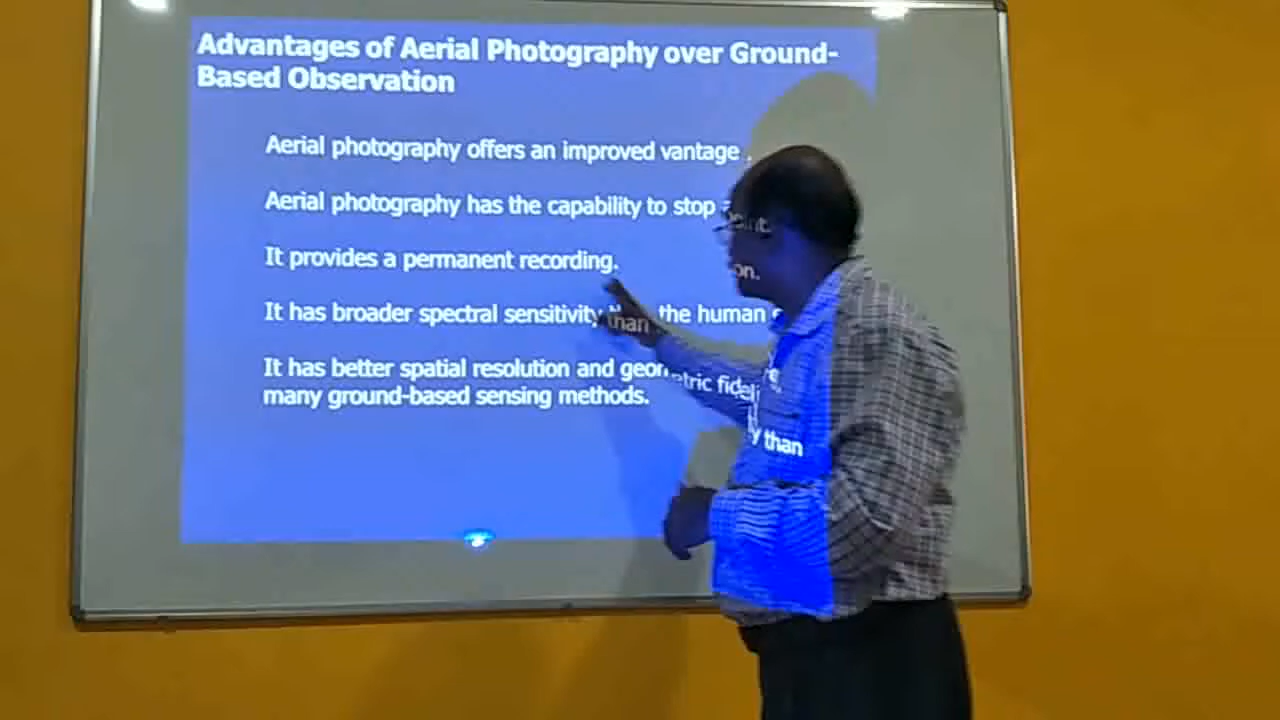 Advantages of Aerial Photography over Ground-
Based Observation
Aerial photography offers an improved vantage point.
Aerial photography has the capability to stop
It provides a permanent recording.
It has broader spectral sensitivity than the human
It has better spatial resolution and geometric fidelity than
many ground-based sensing methods.